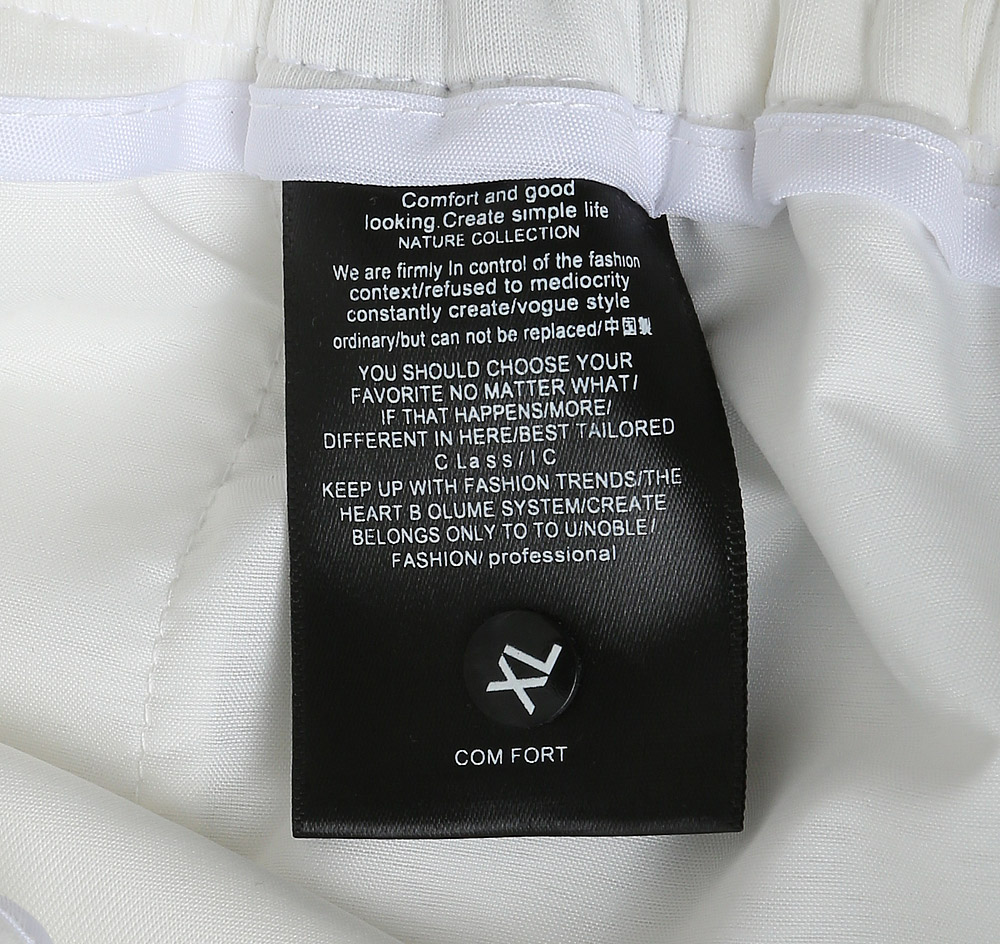 Comfort and good
looking.Create simple life
NATURE COLLECTION
We are firmly In control of the fashion
context/refused to mediocrity
constantly create/vogue style
ordinary/but can not be replaced/中国製
YOU SHOULD CHOOSE YOUR
FAVORITE NO MATTER WHAT/
IF THAT HAPPENS/MORE/
DIFFERENT IN HERE/BEST TAILORED
C Lass/IC
KEEP UP WITH FASHION TRENDS/THE
HEART B OLUME SYSTEM/CREATE
BELONGS ONLY TO TO U/NOBLE/
FASHION/ professional
XL
COM FORT